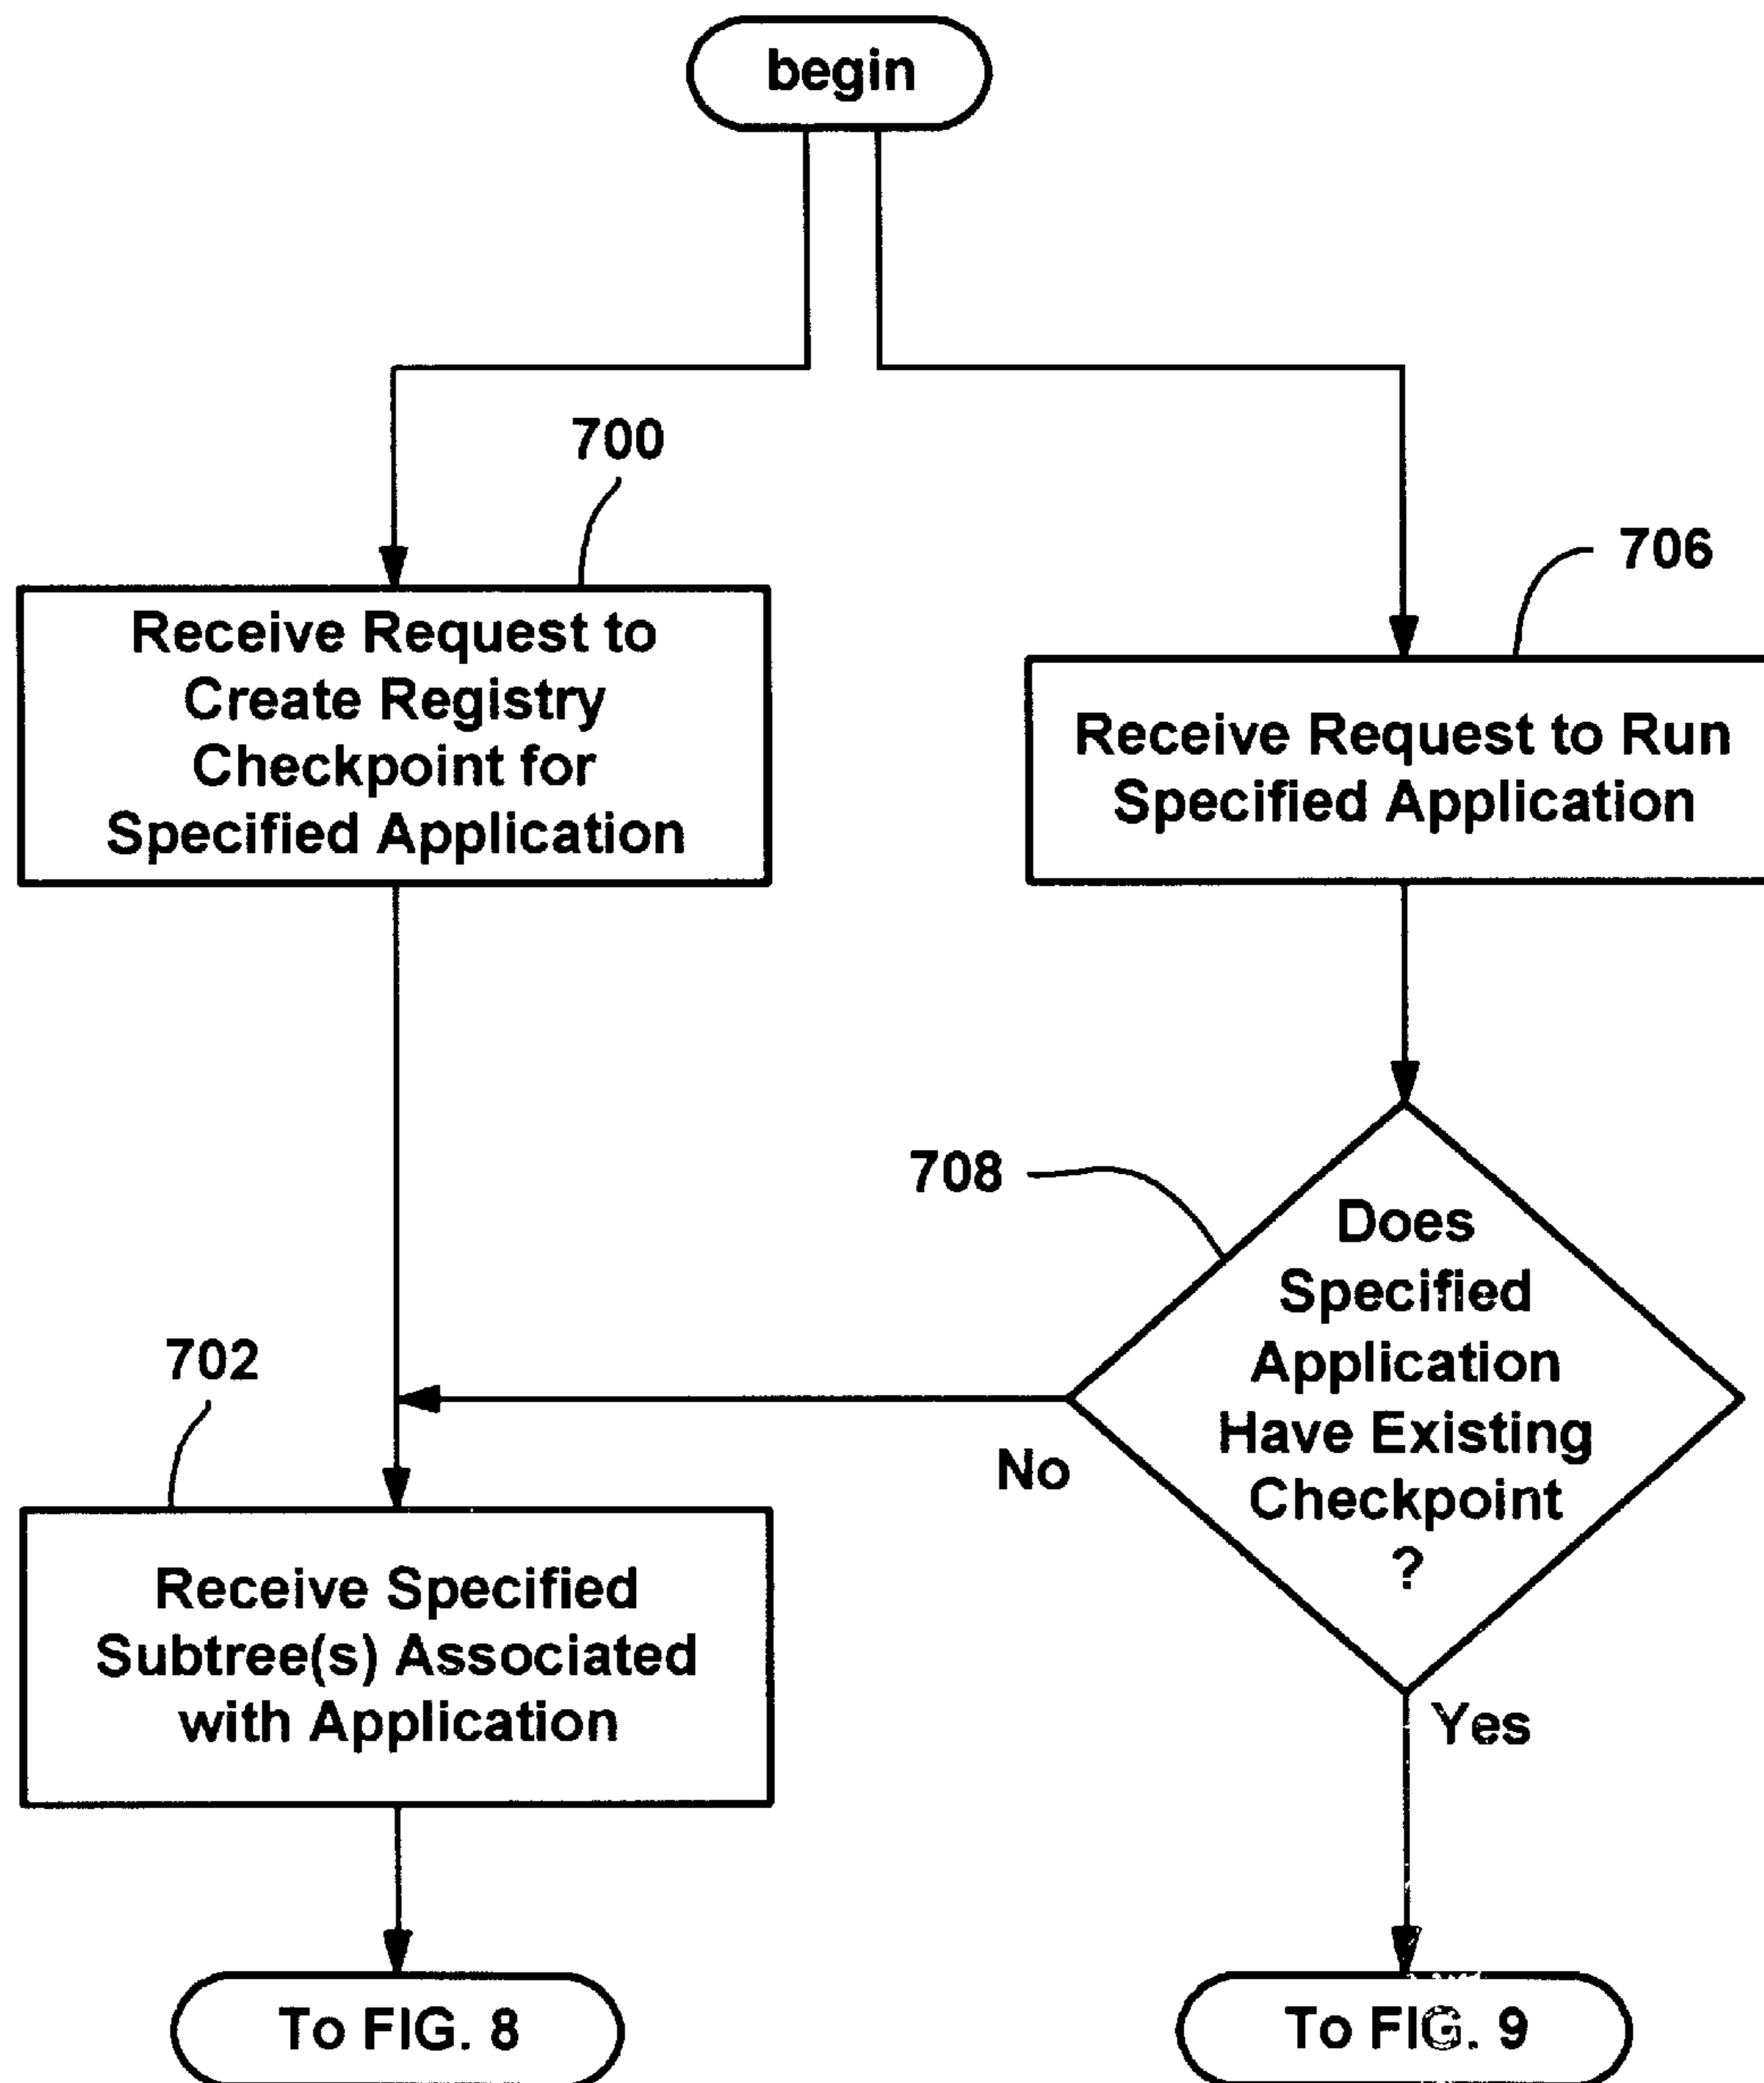 begin
700
Receive Request to
Create Registry
Checkpoint for
Specified Application
706
Receive Request to Run
Specified Application
708
Does
Specified
Application
Have Existing
Checkpoint
?
No
Yes
702
Receive Specified
Subtree(s) Associated
with Application
To FIG. 8
To FIG. 9